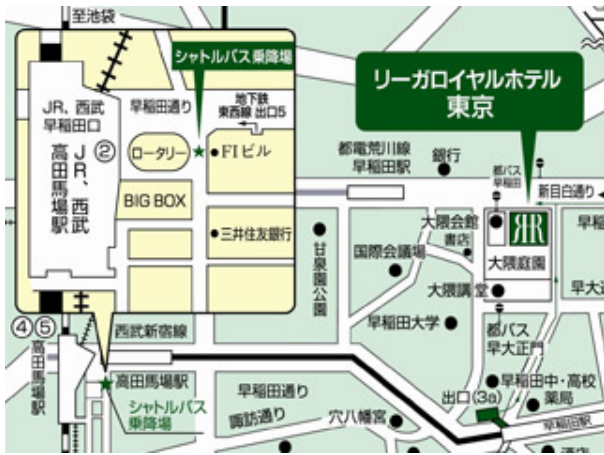 至池袋
シャトルバス乗降場
JR、西武
早稲田口
②
JR、西武
高田馬場駅
早稲田通り
地下鉄
東西線 出口5
ロータリー
FIビル
BIG BOX
三井住友銀行
リーガロイヤルホテル
東京
都電荒川線
早稲田駅
銀行
都バス
早稲田
新目白通り
大隈会館
書店
RR
大隈庭園
国際会議場
甘泉園公園
大隈講堂
早大通
早稲田大学
都バス
早大正門
④⑤
西武新宿線
高田馬場駅
高田馬場駅
シャトルバス
乗降場
早稲田通り
諏訪通り
穴八幡宮
出口(3a)
早稲田中・高校
薬局
早稲田駅
酒店